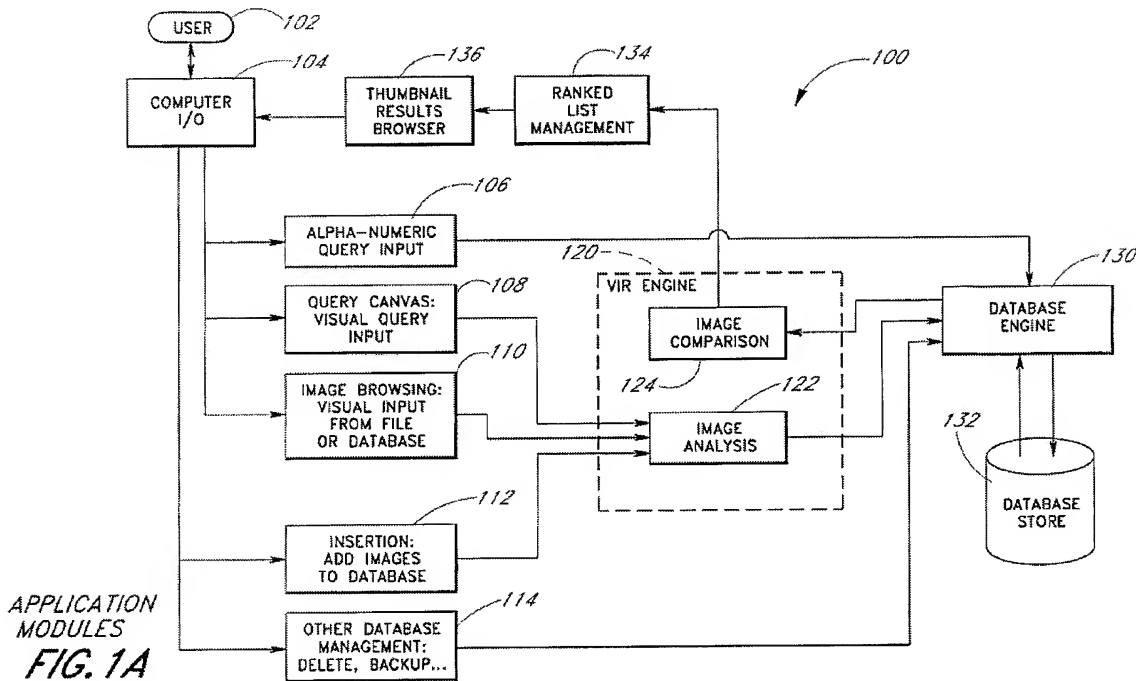 USER
102
104
COMPUTER
I/O
136
THUMBNAIL
RESULTS
BROWSER
134
RANKED
LIST
MANAGEMENT
100
106
ALPHA-NUMERIC
QUERY INPUT
108
QUERY CANVAS:
VISUAL QUERY
INPUT
110
IMAGE BROWSING:
VISUAL INPUT
FROM FILE
OR DATABASE
120
VIR ENGINE
IMAGE
COMPARISON
124
122
IMAGE
ANALYSIS
130
DATABASE
ENGINE
132
DATABASE
STORE
112
INSERTION:
ADD IMAGES
TO DATABASE
114
OTHER DATABASE
MANAGEMENT:
DELETE, BACKUP...
APPLICATION
MODULES
FIG. 1A